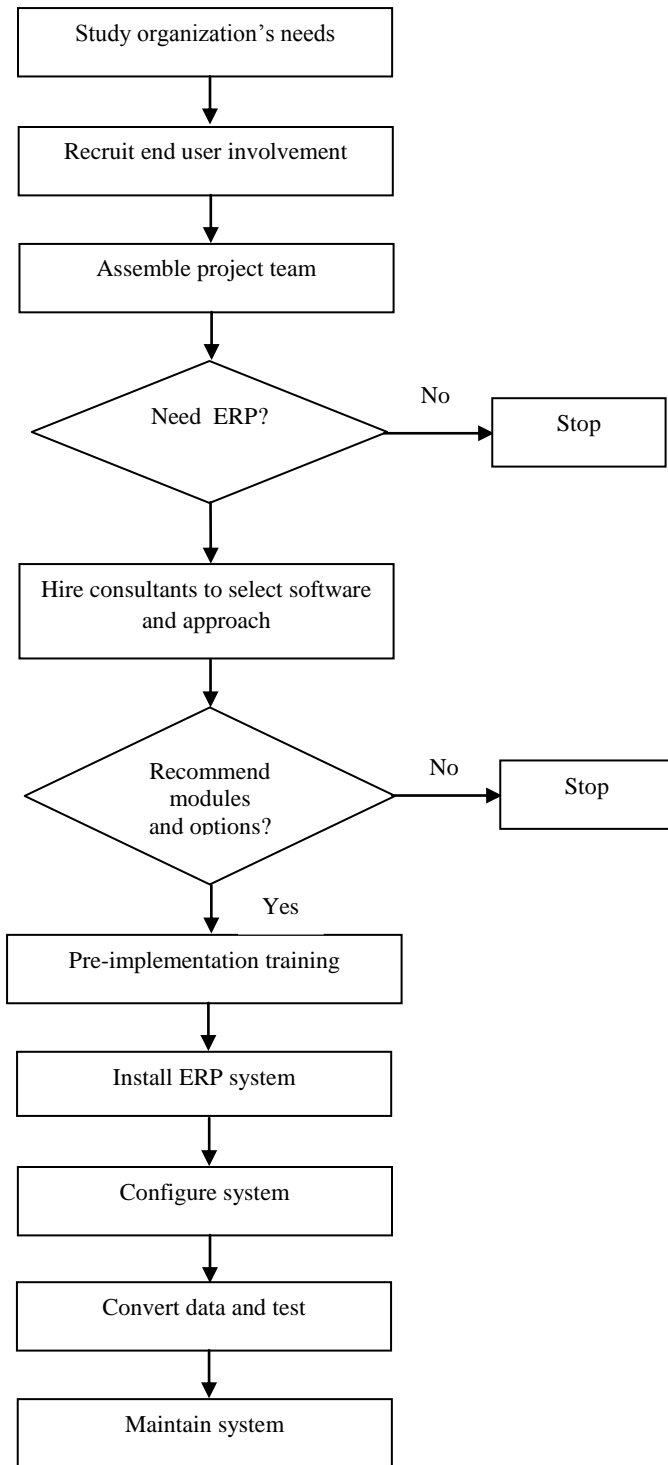 Study organization's needs
Recruit end user involvement
Assemble project team
Need ERP?
No
Stop
Hire consultants to select software
and approach
Recommend
modules
and options?
No
Stop
Yes
Pre-implementation training
Install ERP system
Configure system
Convert data and test
Maintain system